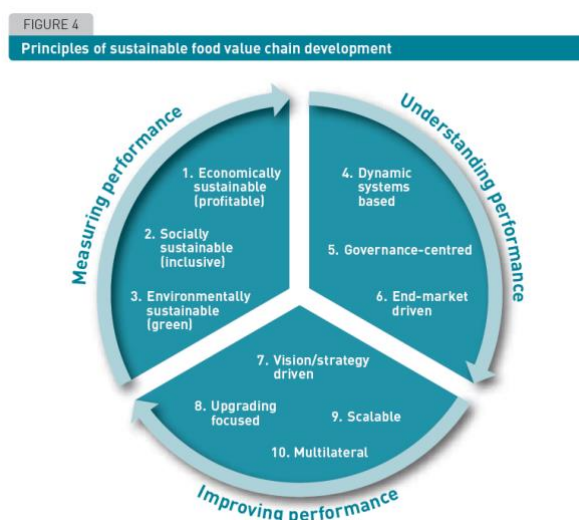 FIGURE 4
Principles of sustainable food value chain development
Measuring performance
1. Economically
sustainable
(profitable)
2. Socially
sustainable
(inclusive)
3. Environmentally
sustainable
(green)
Understanding performance
4. Dynamic
systems
based
5. Governance-centred
6. End-market
driven
7. Vision/strategy
driven
8. Upgrading
focused
9. Scalable
10. Multilateral
Improving performance